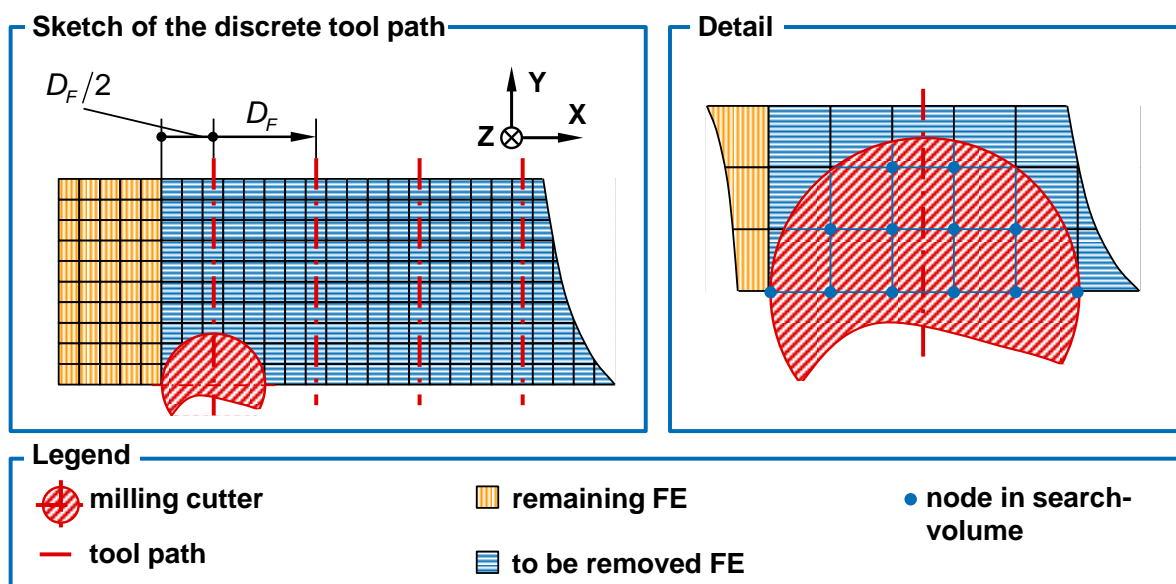 Sketch of the discrete tool path
D_F/2
D_F
Y
X
Z
Detail
Legend
milling cutter
tool path
remaining FE
to be removed FE
node in search-
volume